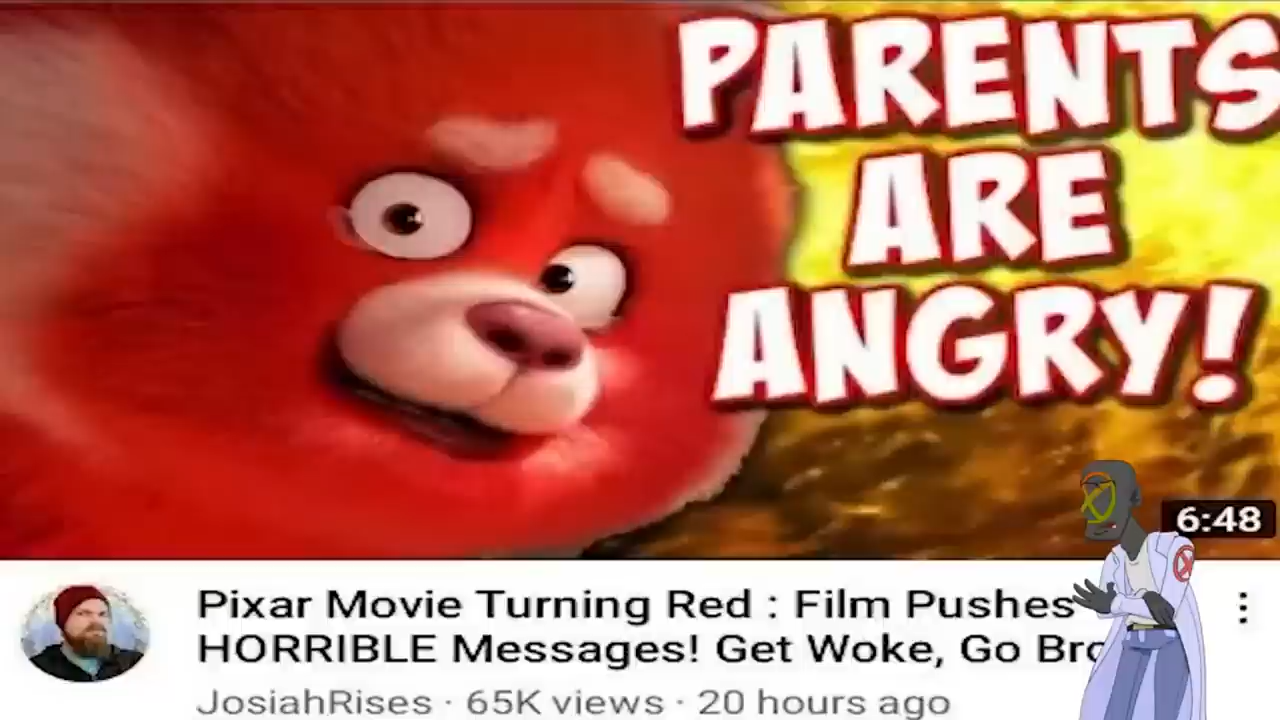 PARENTS
ARE
ANGRY!
6:48
Pixar Movie Turning Red : Film Pushes
HORRIBLE Messages! Get Woke, Go
JosiahRises · 65K views · 20 hours ago